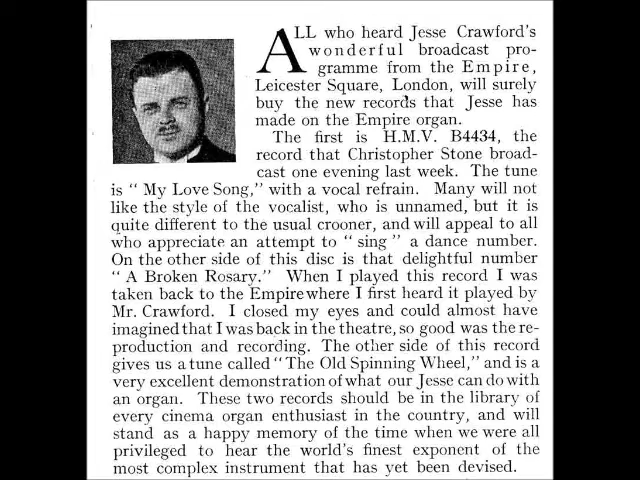 ALL who heard Jesse Crawford's
wonderful broadcast pro-
gramme from the Empire,
Leicester Square, London, will surely
buy the new records that Jesse has
made on the Empire organ.
The first is H.M.V. B4434, the
record that Christopher Stone broad-
cast one evening last week. The tune
is " My Love Song," with a vocal refrain. Many will not
like the style of the vocalist, who is unnamed, but it is
quite different to the usual crooner, and will appeal to all
who appreciate an attempt to " sing " a dance number.
On the other side of this disc is that delightful number
" A Broken Rosary." When I played this record I was
taken back to the Empire where I first heard it played by
Mr. Crawford. I closed my eyes and could almost have
imagined that I was back in the theatre, so good was the re-
production and recording. The other side of this record
gives us a tune called " The Old Spinning Wheel," and is a
very excellent demonstration of what our Jesse can do with
an organ. These two records should be in the library of
every cinema organ enthusiast in the country, and will
stand as a happy memory of the time when we were all
privileged to hear the world's finest exponent of the
most complex instrument that has yet been devised.